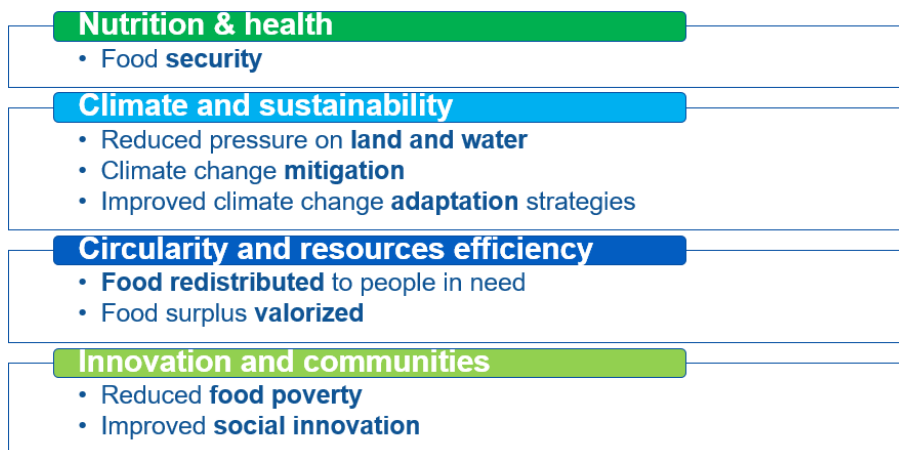 Nutrition & health
• Food security
Climate and sustainability
• Reduced pressure on land and water
• Climate change mitigation
• Improved climate change adaptation strategies
Circularity and resources efficiency
• Food redistributed to people in need
• Food surplus valorized
Innovation and communities
• Reduced food poverty
• Improved social innovation